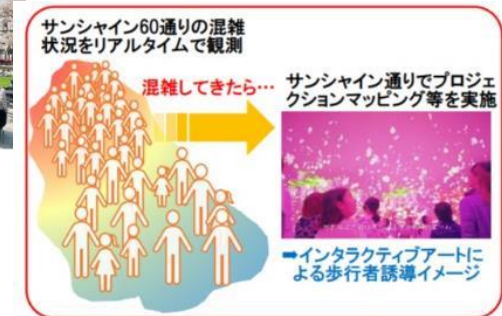 サンシャイン60通りの混雑
状況をリアルタイムで観測
混雑してきたら…
サンシャイン通りでプロジェ
クションマッピング等を実施
➡インタラクティブアートに
よる歩行者誘導イメージ